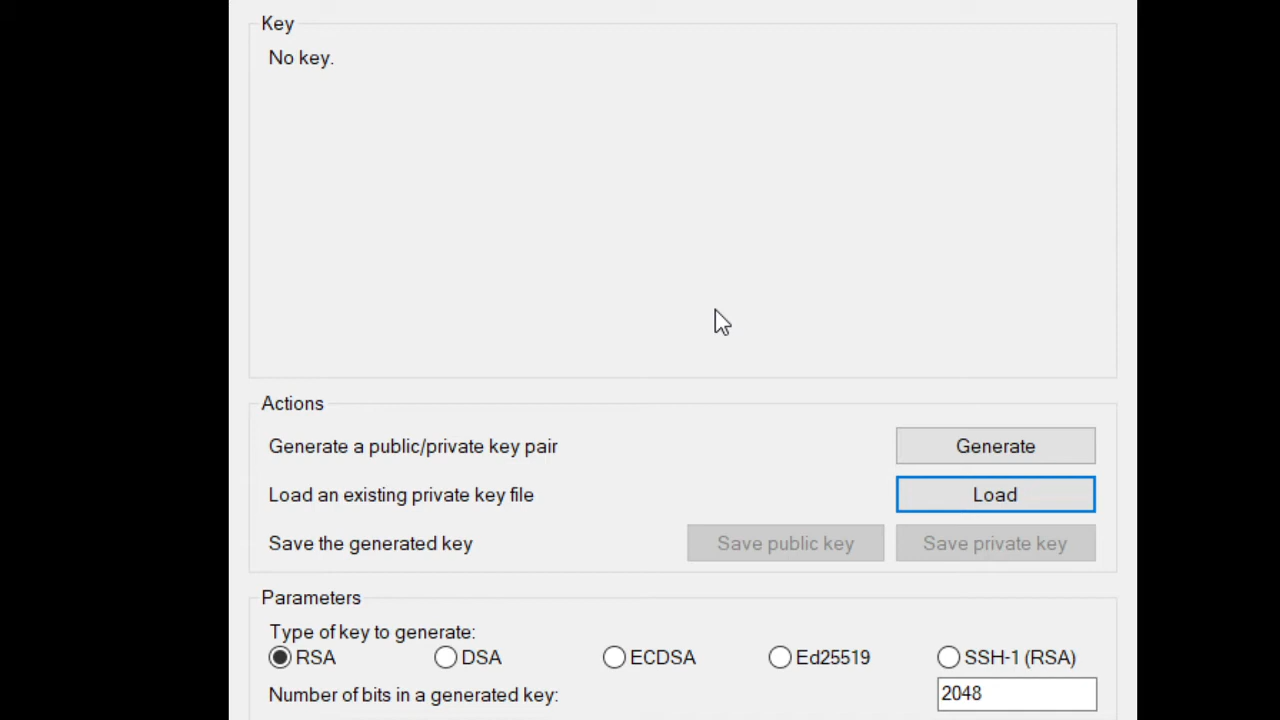 Key
No key.
Actions
Generate a public/private key pair
Generate
Load an existing private key file
Load
Save the generated key
Save public key
Save private key
Parameters
Type of key to generate:
RSA
DSA
ECDSA
Ed25519
SSH-1 (RSA)
Number of bits in a generated key:
2048